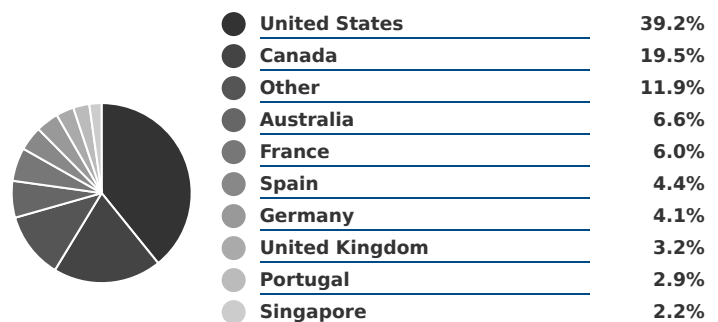 United States 39.2%
Canada 19.5%
Other 11.9%
Australia 6.6%
France 6.0%
Spain 4.4%
Germany 4.1%
United Kingdom 3.2%
Portugal 2.9%
Singapore 2.2%